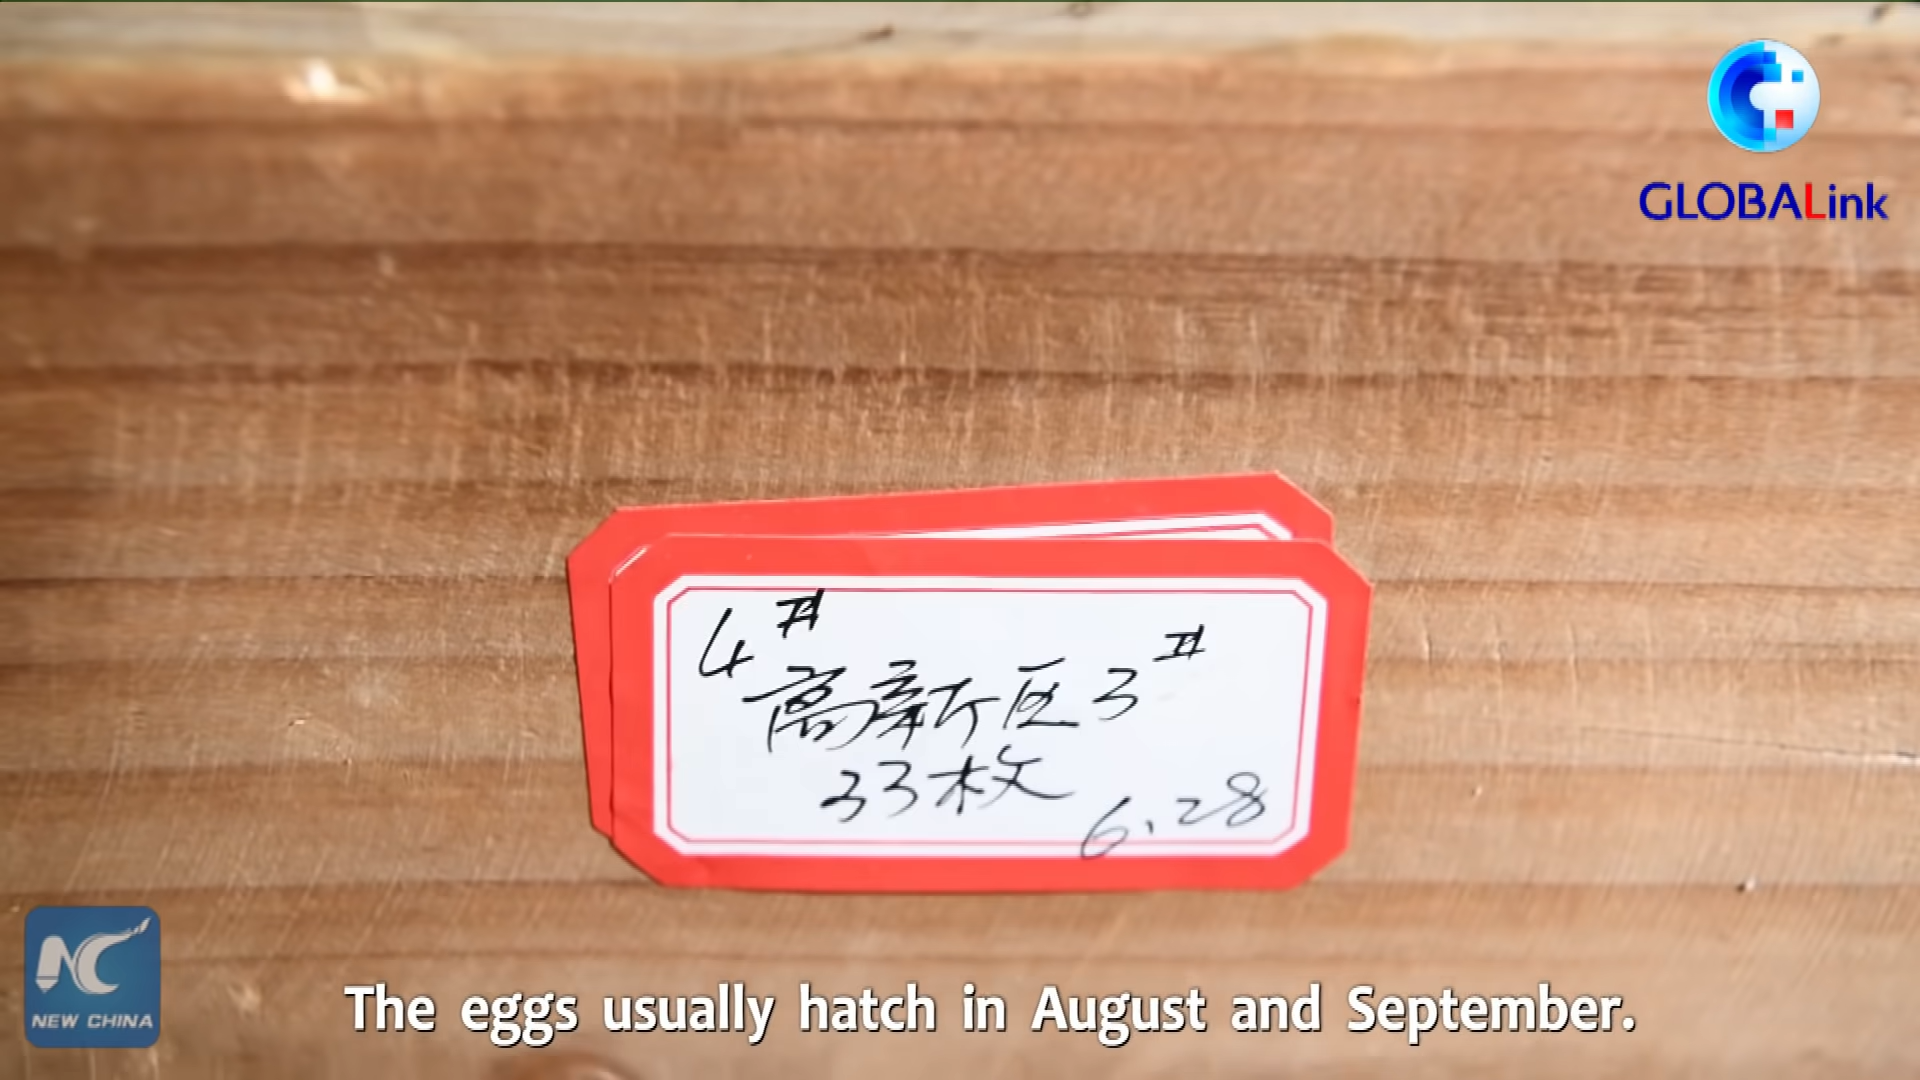 GLOBALink
4#
高新区3#
33枚
6.28
NEW CHINA
The eggs usually hatch in August and September.